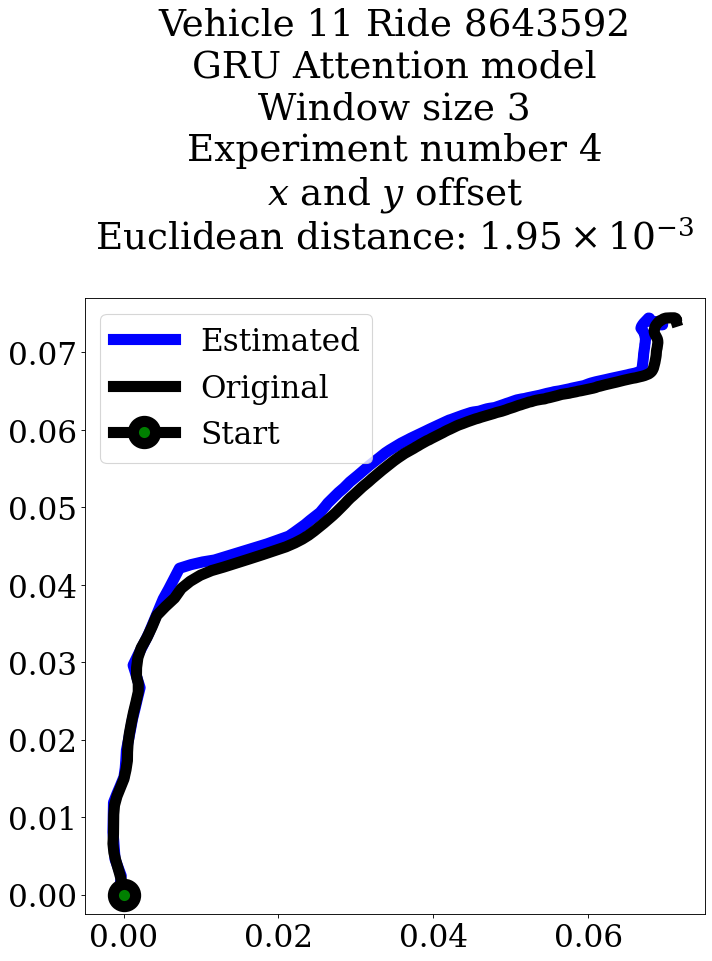 Vehicle 11 Ride 8643592
GRU Attention model
Window size 3
Experiment number 4
x and y offset
Euclidean distance: 1.95 × 10⁻³
Estimated
Original
Start
0.07
0.06
0.05
0.04
0.03
0.02
0.01
0.00
0.00 0.02 0.04 0.06